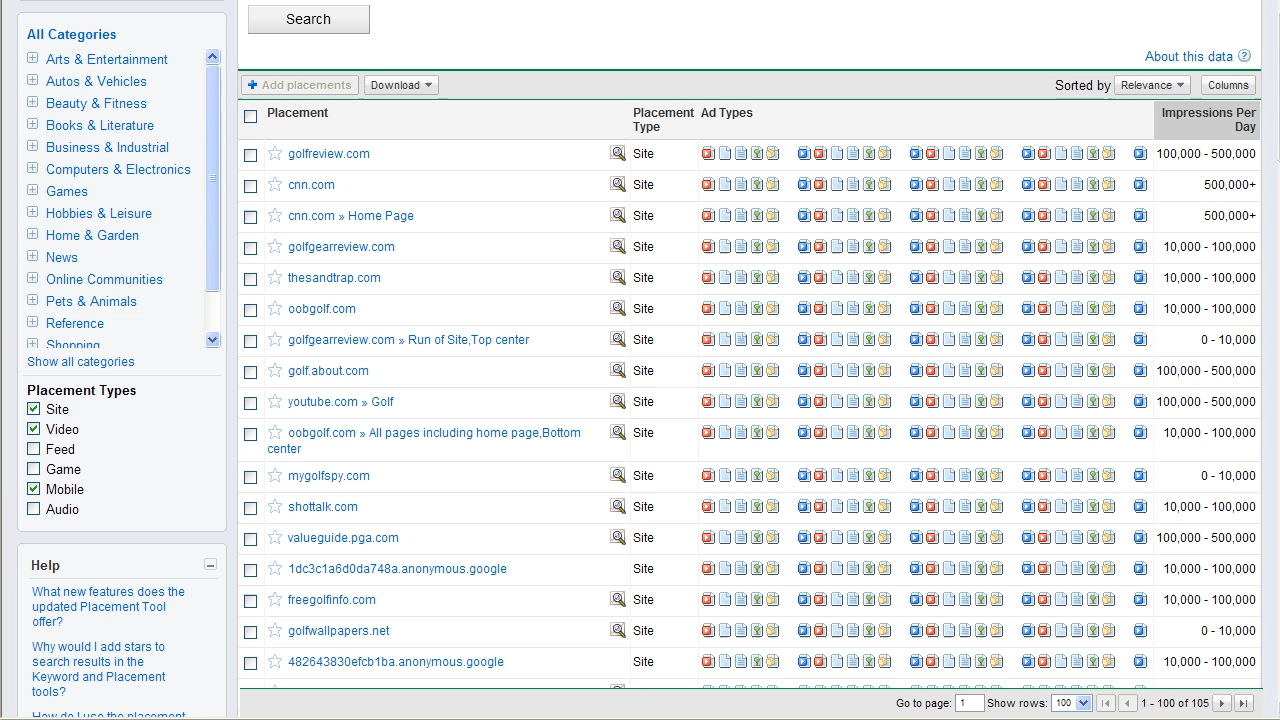 Search
About this data ?
All Categories
Arts & Entertainment
Autos & Vehicles
Beauty & Fitness
Books & Literature
Business & Industrial
Computers & Electronics
Games
Hobbies & Leisure
Home & Garden
News
Online Communities
Pets & Animals
Reference
Shopping
Show all categories
Placement Types
Site
Video
Feed
Game
Mobile
Audio
Help
What new features does the
updated Placement Tool
offer?
Why would I add stars to
search results in the
Keyword and Placement
tools?
How do I use the placement
Add placements Download Sorted by Relevance Columns
Placement Placement Type Ad Types Impressions Per Day
golfreview.com Site 100,000 - 500,000
cnn.com Site 500,000+
cnn.com » Home Page Site 500,000+
golfgearreview.com Site 10,000 - 100,000
thesandtrap.com Site 10,000 - 100,000
oobgolf.com Site 10,000 - 100,000
golfgearreview.com » Run of Site,Top center Site 0 - 10,000
golf.about.com Site 100,000 - 500,000
youtube.com » Golf Site 100,000 - 500,000
oobgolf.com » All pages including home page,Bottom Site 10,000 - 100,000
center
mygolfspy.com Site 0 - 10,000
shottalk.com Site 10,000 - 100,000
valueguide.pga.com Site 100,000 - 500,000
1dc3c1a6d0da748a.anonymous.google Site 10,000 - 100,000
freegolfinfo.com Site 10,000 - 100,000
golfwallpapers.net Site 0 - 10,000
482643830efcb1ba.anonymous.google Site 10,000 - 100,000
Go to page: 1 Show rows: 100 1 - 100 of 105